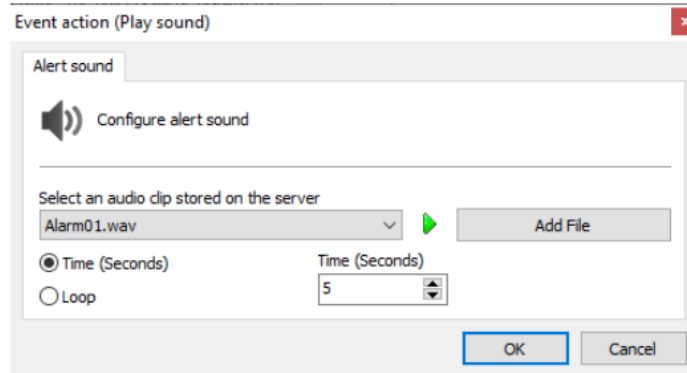 Event action (Play sound)
x
Alert sound
Configure alert sound
Select an audio clip stored on the server
Alarm01.wav
Add File
Time (Seconds)
Time (Seconds)
Loop
5
OK
Cancel